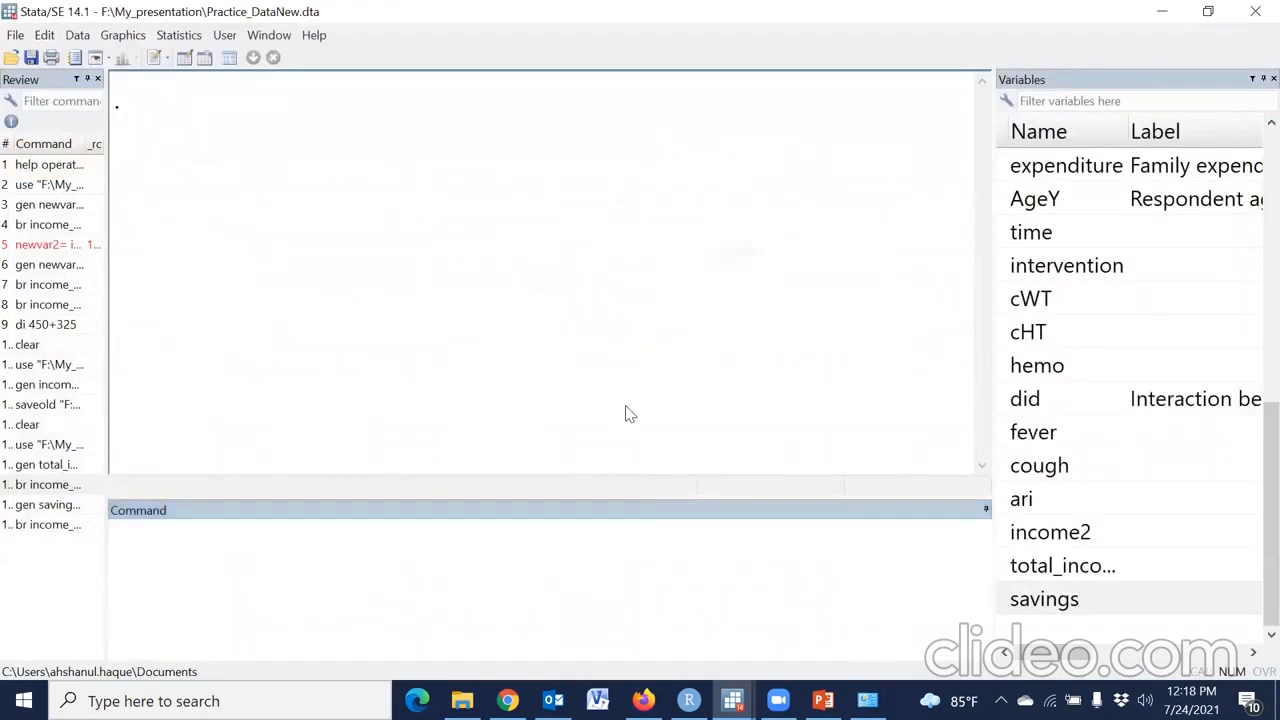 Stata/SE 14.1 - F:\My_presentation\Practice_DataNew.dta
File Edit Data Graphics Statistics User Window Help
Review
Filter comman
# Command _rc
1 help operat...
2 use "F:\My_...
3 gen newvar...
4 br income_...
5 newvar2= i... 1...
6 gen newvar...
7 br income_...
8 br income_...
9 di 450+325
1.. clear
1.. use "F:\My_...
1.. gen incom...
1.. saveold "F:...
1.. clear
1.. use "F:\My_...
1.. gen total_i...
1.. br income_...
1.. gen saving...
1.. br income_...
.
Command
Variables
Filter variables here
Name Label
expenditure Family expend
AgeY Respondent ag
time
intervention
cWT
cHT
hemo
did Interaction be
fever
cough
ari
income2
total_inco...
savings
clideo.com
C:\Users\ahshanul.haque\Documents
NUM OVR
Type here to search
85°F
12:18 PM
7/24/2021
10